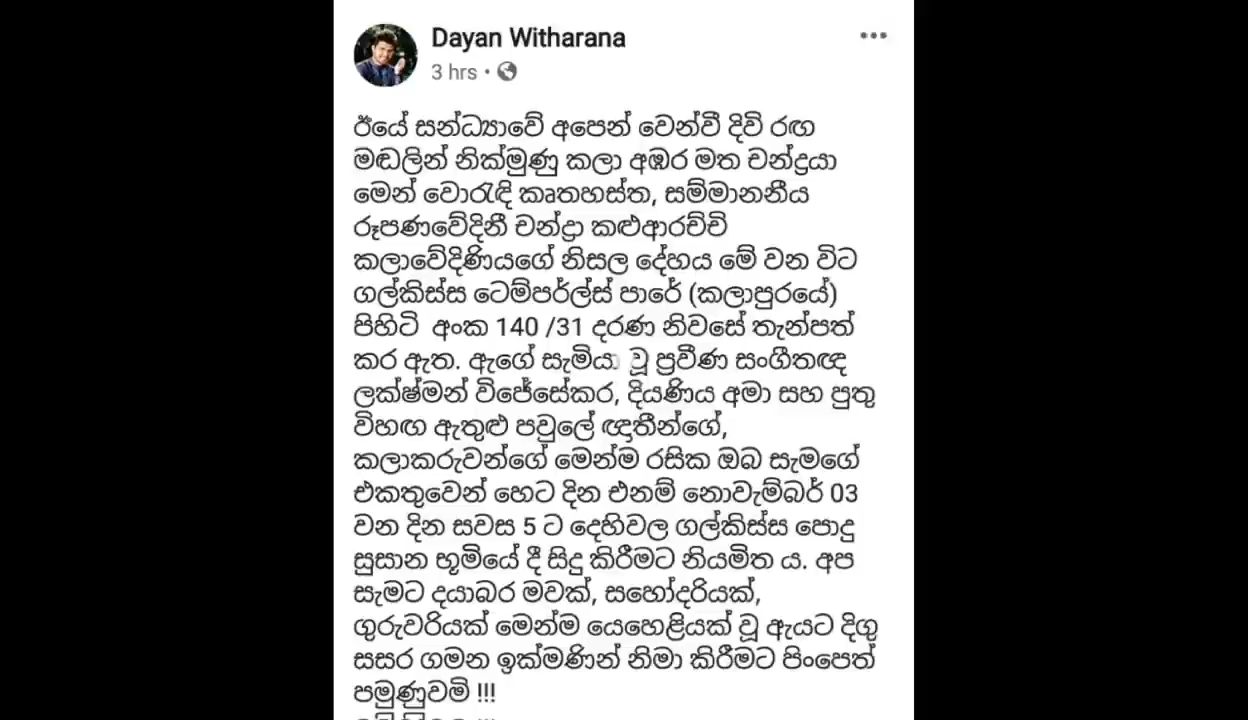 Dayan Witharana
3 hrs •
ඊයේ සන්ධ්‍යාවේ අපෙන් වෙන්වී දිවි රඟ
මඬලින් නික්මුණු කලා අඹර මත චන්ද්‍රයා
මෙන් වොරැඳි කෘතහස්ත, සම්මානනීය
රූපණවේදිනී චන්ද්‍රා කළුආරච්චි
කලාවේදිණියගේ නිසල දේහය මේ වන විට
ගල්කිස්ස ටෙම්පර්ල්ස් පාරේ (කලාපුරයේ)
පිහිටි අංක 140 /31 දරණ නිවසේ තැන්පත්
කර ඇත. ඇගේ සැමියා වූ ප්‍රවීණ සංගීතඥ
ලක්ෂ්මන් විජේසේකර, දියණිය අමා සහ පුතු
විහඟ ඇතුළු පවුලේ ඥාතීන්ගේ,
කලාකරුවන්ගේ මෙන්ම රසික ඔබ සැමගේ
එකතුවෙන් හෙට දින එනම් නොවැම්බර් 03
වන දින සවස 5 ට දෙහිවල ගල්කිස්ස පොදු
සුසාන භූමියේ දී සිදු කිරීමට නියමිත ය. අප
සැමට දයාබර මවක්, සහෝදරියක්,
ගුරුවරියක් මෙන්ම යෙහෙළියක් වූ ඇයට දිගු
සසර ගමන ඉක්මණින් නිමා කිරීමට පිංපෙත්
පමුණුවමි !!!